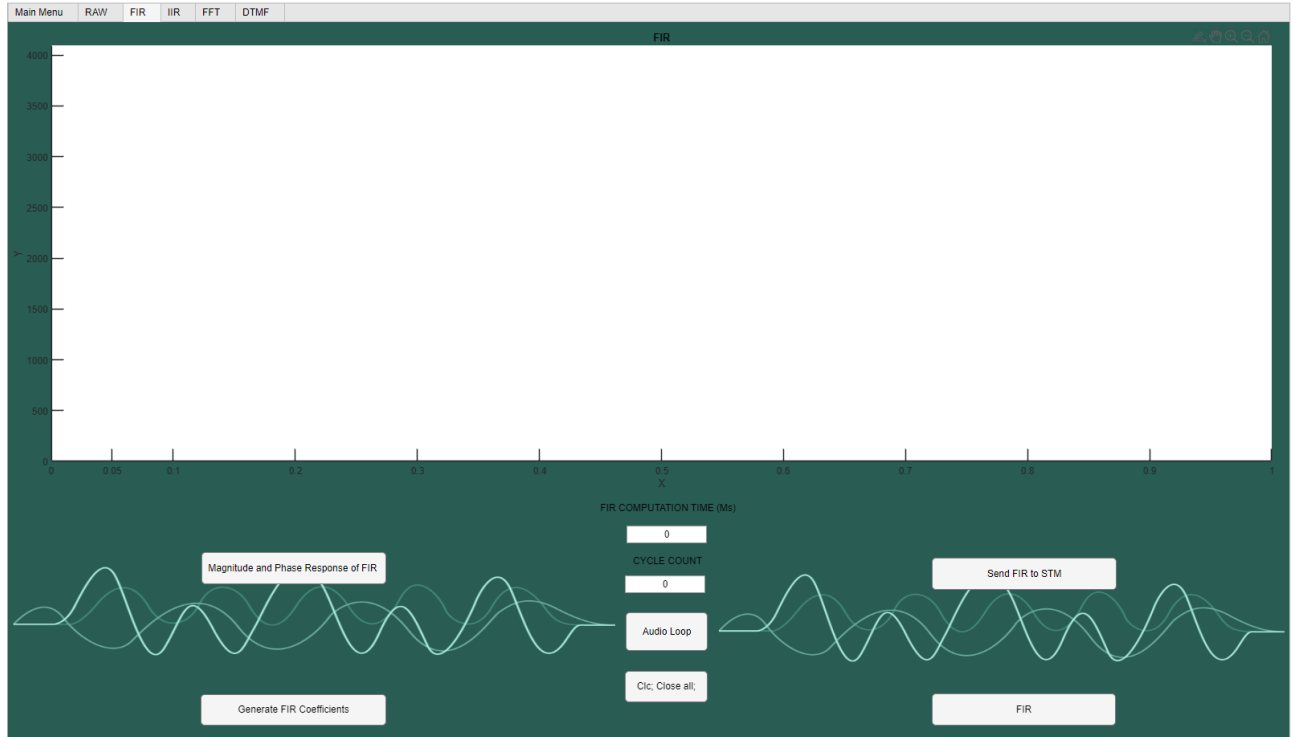 Main Menu RAW FIR IIR FFT DTMF
FIR
4000
3500
3000
2500
Y
2000
1500
1000
500
0
0 0.05 0.1 0.2 0.3 0.4 0.5 0.6 0.7 0.8 0.9 1
X
FIR COMPUTATION TIME (Ms)
0
CYCLE COUNT
Magnitude and Phase Response of FIR
Send FIR to STM
0
Audio Loop
Clc; Close all;
Generate FIR Coefficients
FIR